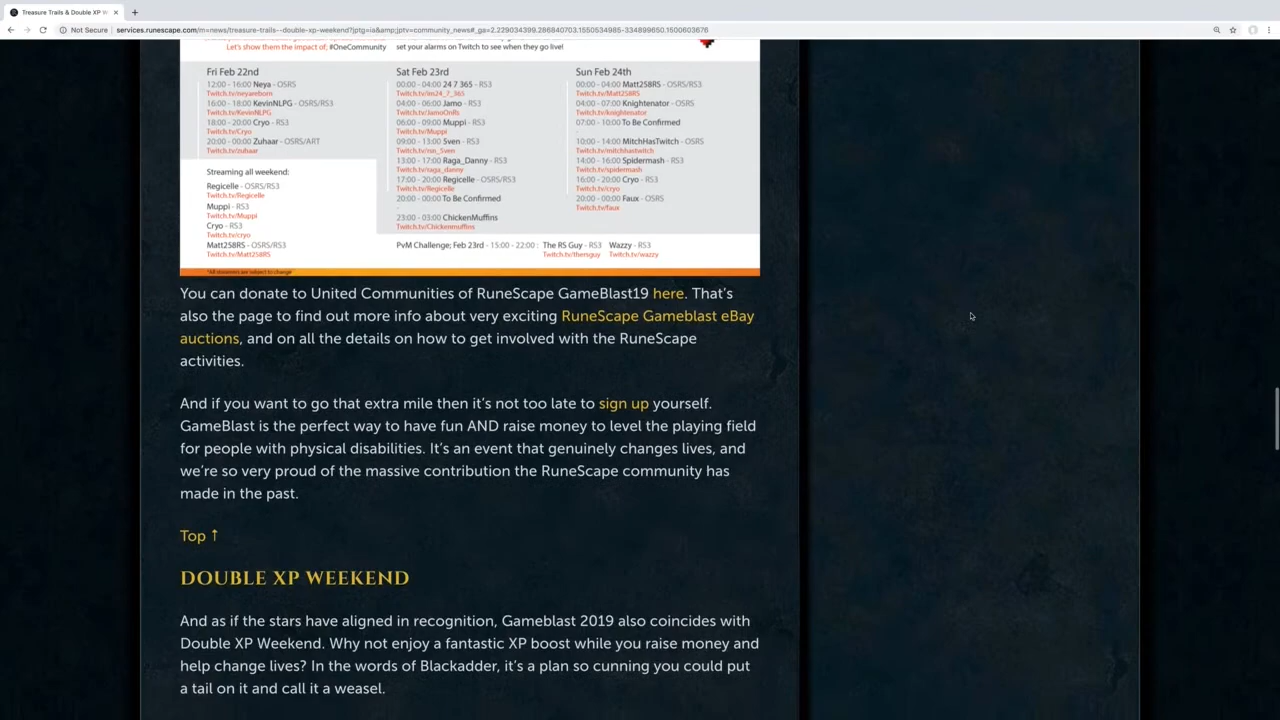 Treasure Trails & Double XP W
Not Secure
services.runescape.com/m=news/treasure-trails--double-xp-weekend?jptg=ia&amp;jptv=community_news#_ga=2.229034399.286840703.1550534985-334899650.1500603676
Let's show them the impact of, #OneCommunity
set your alarms on Twitch to see when they go live!
Fri Feb 22nd
12:00 - 16:00 Neya - OSRS
Twitch.tv/neyareborn
16:00 - 18:00 KevinNLPG - OSRS/RS3
Twitch.tv/KevinNLPG
18:00 - 20:00 Cryo - RS3
Twitch.tv/Cryo
20:00 - 00:00 Zuhaar - OSRS/ART
Twitch.tv/zuhaar
Streaming all weekend:
Regicelle - OSRS/RS3
Twitch.tv/Regicelle
Muppi - RS3
Twitch.tv/Muppi
Cryo - RS3
Twitch.tv/cryo
Matt258RS - OSRS/RS3
Twitch.tv/Matt258RS
Sat Feb 23rd
00:00 - 04:00 24 7 365 - RS3
Twitch.tv/im24_7_365
04:00 - 06:00 Jamo - RS3
Twitch.tv/JamoOnRs
06:00 - 09:00 Muppi - RS3
Twitch.tv/Muppi
09:00 - 13:00 Sven - RS3
Twitch.tv/rsn_Sven
13:00 - 17:00 Raga_Danny - RS3
Twitch.tv/raga_danny
17:00 - 20:00 Regicelle - OSRS/RS3
Twitch.tv/Regicelle
20:00 - 00:00 To Be Confirmed
-
23:00 - 03:00 ChickenMuffins
Twitch.tv/Chickenmuffins
Sun Feb 24th
00:00 - 04:00 Matt258RS - OSRS/RS3
Twitch.tv/Matt258RS
04:00 - 07:00 Knightenator - OSRS
Twitch.tv/knightenator
07:00 - 10:00 To Be Confirmed
-
10:00 - 14:00 MitchHasTwitch - OSRS
Twitch.tv/mitchhastwitch
14:00 - 16:00 Spidermash - RS3
Twitch.tv/spidermash
16:00 - 20:00 Cryo - RS3
Twitch.tv/cryo
20:00 - 00:00 Faux - OSRS
Twitch.tv/faux
PvM Challenge; Feb 23rd - 15:00 - 22:00 : The RS Guy - RS3 Wazzy - RS3
Twitch.tv/thersguy Twitch.tv/wazzy
*All streamers are subject to change
You can donate to United Communities of RuneScape GameBlast19 here. That's
also the page to find out more info about very exciting RuneScape Gameblast eBay
auctions, and on all the details on how to get involved with the RuneScape
activities.
And if you want to go that extra mile then it's not too late to sign up yourself.
GameBlast is the perfect way to have fun AND raise money to level the playing field
for people with physical disabilities. It's an event that genuinely changes lives, and
we're so very proud of the massive contribution the RuneScape community has
made in the past.
Top ↑
DOUBLE XP WEEKEND
And as if the stars have aligned in recognition, Gameblast 2019 also coincides with
Double XP Weekend. Why not enjoy a fantastic XP boost while you raise money and
help change lives? In the words of Blackadder, it's a plan so cunning you could put
a tail on it and call it a weasel.